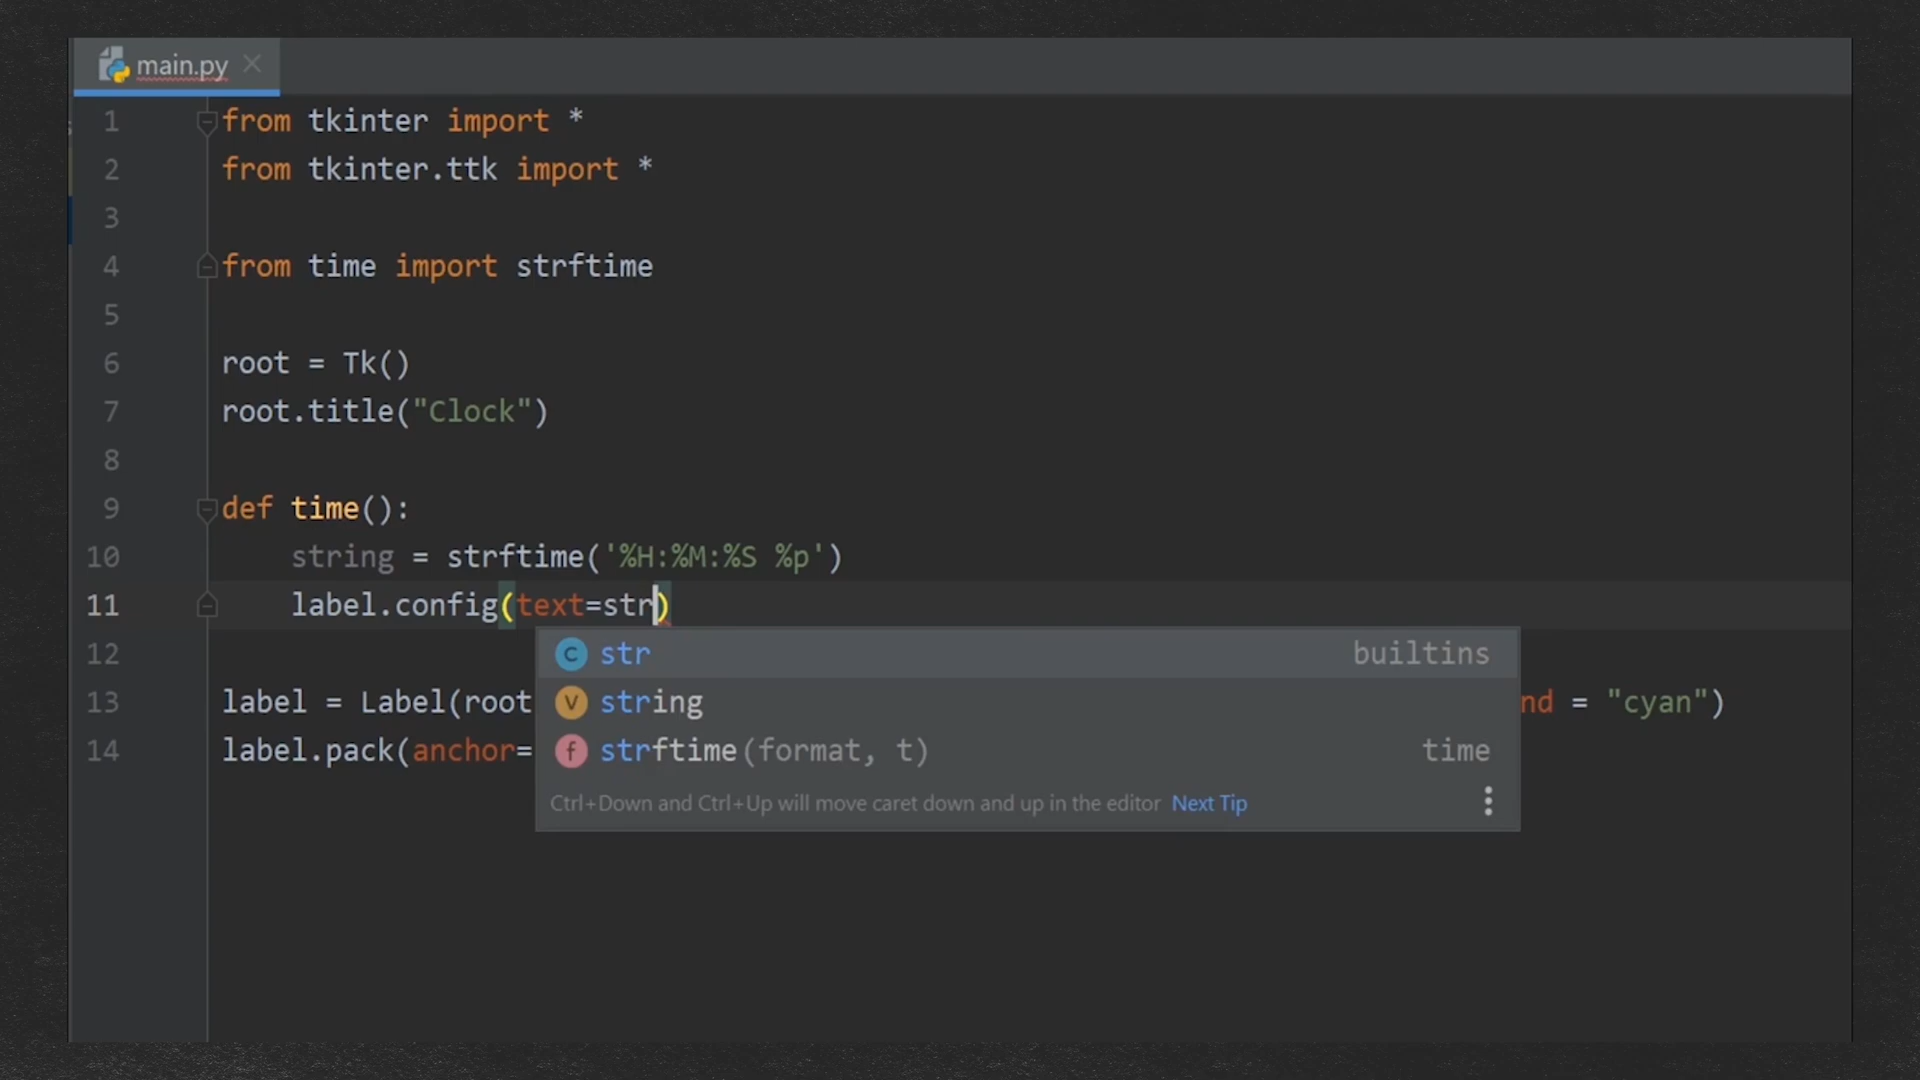 main.py
1 from tkinter import *
2 from tkinter.ttk import *
3
4 from time import strftime
5
6 root = Tk()
7 root.title("Clock")
8
9 def time():
10     string = strftime('%H:%M:%S %p')
11     label.config(text=str)
str builtins
12
13 label = Label(root nd = "cyan")
string
14 label.pack(anchor=
strftime(format, t) time
Ctrl+Down and Ctrl+Up will move caret down and up in the editor Next Tip